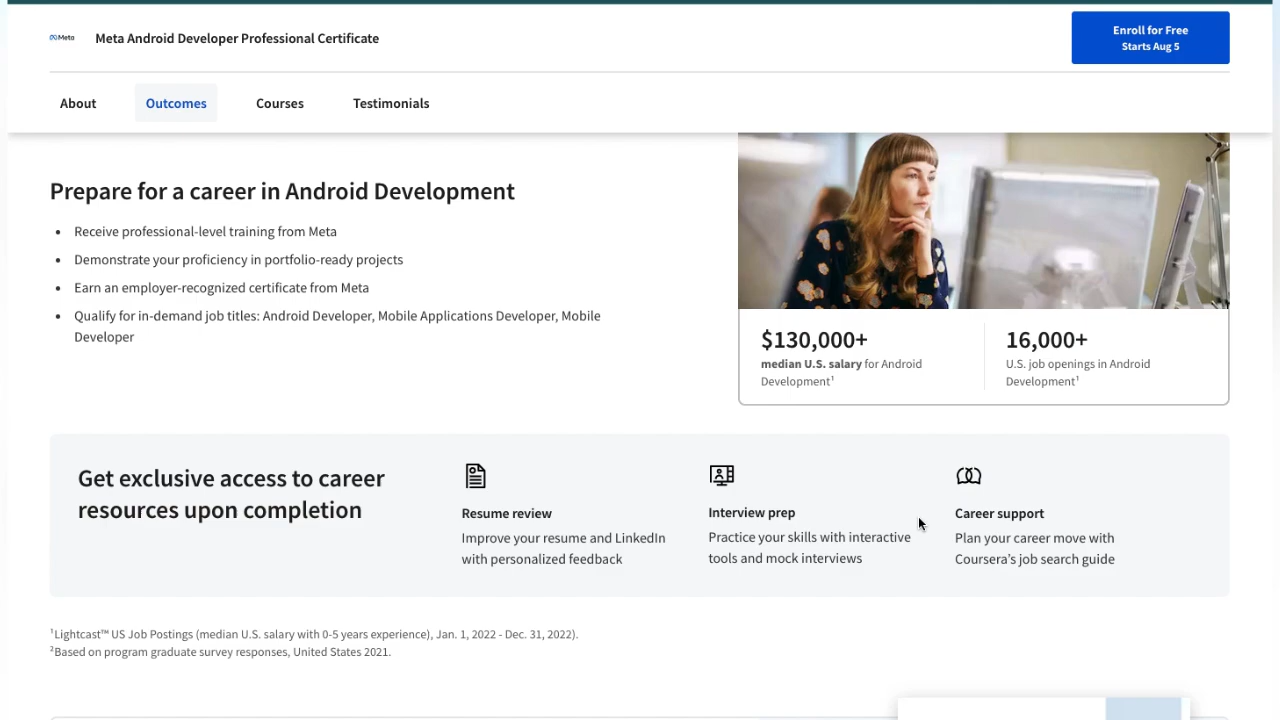 Meta
Meta Android Developer Professional Certificate
Enroll for Free
Starts Aug 5
About
Outcomes
Courses
Testimonials
Prepare for a career in Android Development
• Receive professional-level training from Meta
• Demonstrate your proficiency in portfolio-ready projects
• Earn an employer-recognized certificate from Meta
• Qualify for in-demand job titles: Android Developer, Mobile Applications Developer, Mobile
Developer
$130,000+
median U.S. salary for Android
Development¹
16,000+
U.S. job openings in Android
Development¹
Get exclusive access to career
resources upon completion
Resume review
Improve your resume and LinkedIn
with personalized feedback
Interview prep
Practice your skills with interactive
tools and mock interviews
Career support
Plan your career move with
Coursera’s job search guide
¹Lightcast™ US Job Postings (median U.S. salary with 0-5 years experience), Jan. 1, 2022 - Dec. 31, 2022).
²Based on program graduate survey responses, United States 2021.